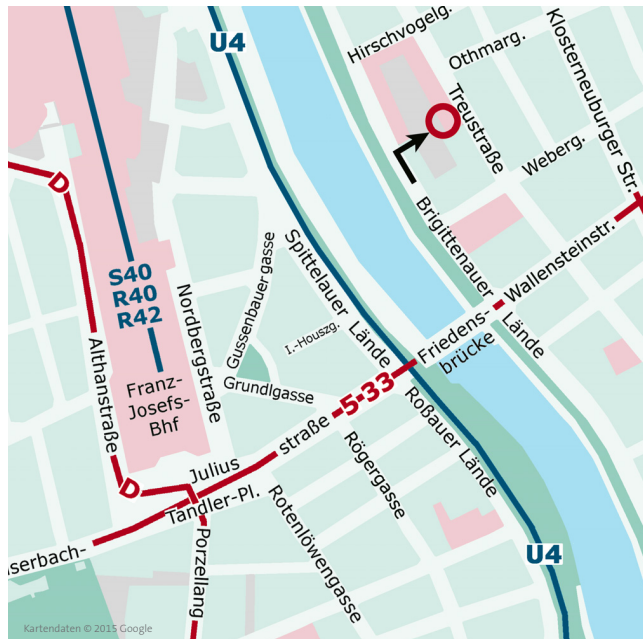 U4
Hirschvogelg.
Othmarg.
Klosterneuburger Str.
Treustraße
Weberg.
D
Brigittenauer
Lände
Wallensteinstr.
S40
R40
R42
Nordbergstraße
Gussenbauergasse
Spittelauer
Lände
I.-Houszg.
Friedens-
brücke
Althanstraße
Franz-
Josefs-
Bhf
Grundlgasse
5-33
Roßauer Lände
straße
Rögergasse
Julius
Tandler-Pl.
D
Rotenlöwengasse
Porzellang
lserbach-
U4
Kartendaten © 2015 Google